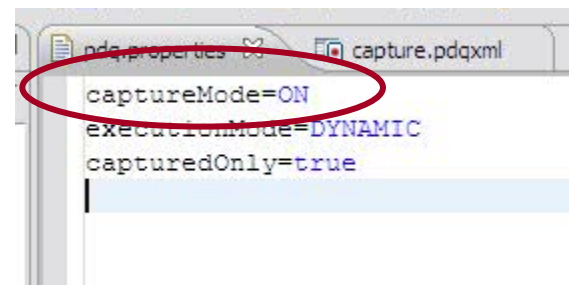 pdq.properties capture.pdqxml
captureMode=ON
executionMode=DYNAMIC
capturedOnly=true